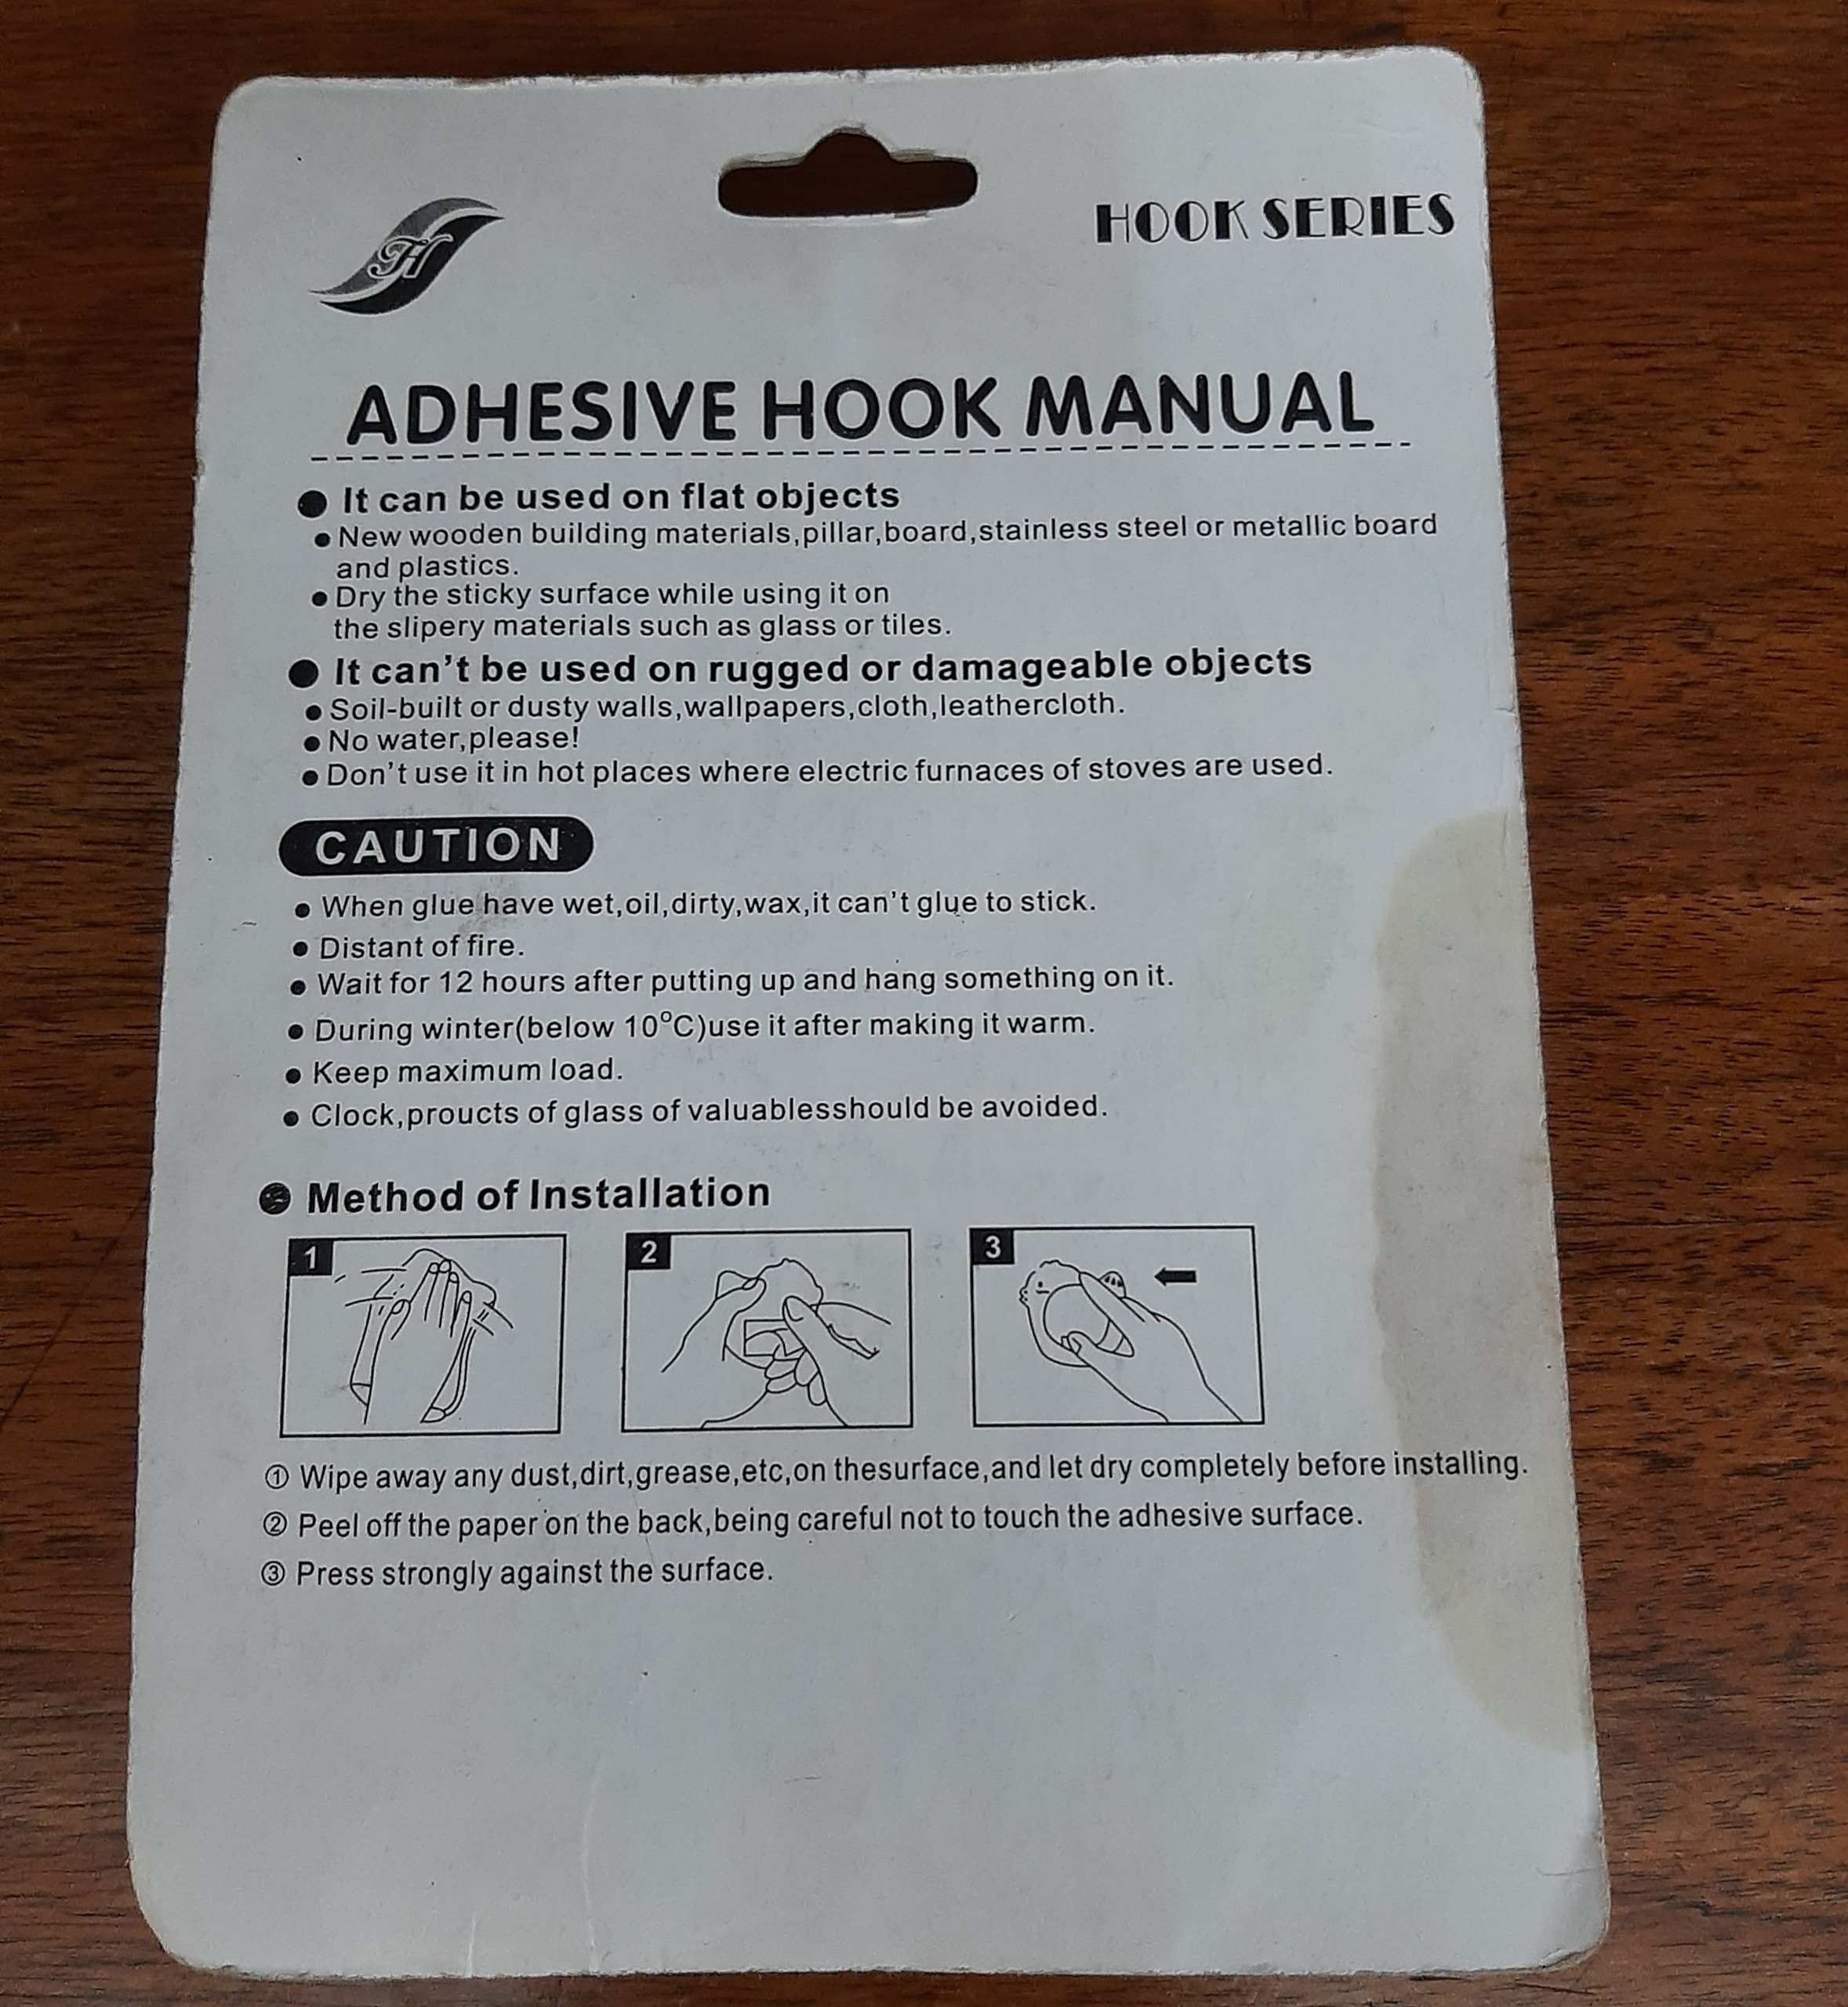 H
HOOK SERIES
ADHESIVE HOOK MANUAL
● It can be used on flat objects
● New wooden building materials,pillar,board,stainless steel or metallic board
and plastics.
● Dry the sticky surface while using it on
the slipery materials such as glass or tiles.
● It can't be used on rugged or damageable objects
● Soil-built or dusty walls,wallpapers,cloth,leathercloth.
● No water,please!
● Don't use it in hot places where electric furnaces of stoves are used.
CAUTION
● When glue have wet,oil,dirty,wax,it can't glue to stick.
● Distant of fire.
● Wait for 12 hours after putting up and hang something on it.
● During winter(below 10°C)use it after making it warm.
● Keep maximum load.
● Clock,proucts of glass of valuablesshould be avoided.
● Method of Installation
1
2
3
① Wipe away any dust,dirt,grease,etc,on thesurface,and let dry completely before installing.
② Peel off the paper on the back,being careful not to touch the adhesive surface.
③ Press strongly against the surface.